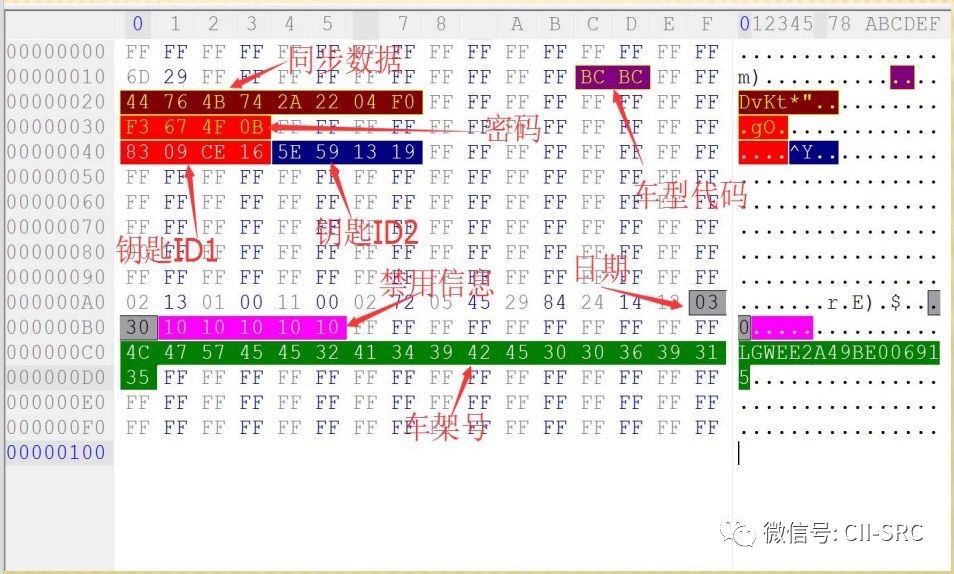 0 1 2 3 4 5 7 8 A B C D E F 012345 78 ABCDEF
00000000 FF FF FF FF FF FF FF FF FF FF FF FF FF FF FF FF ................
同步数据
00000010 6D 29 FF FF FF FF FF FF FF FF FF FF BC BC FF FF m)..............
00000020 44 76 4B 74 2A 22 04 F0 FF FF FF FF FF FF FF FF DvKt*"..........
00000030 F3 67 4F 0B FF FF FF FF FF FF FF FF FF FF FF FF .gO.............
密码
00000040 83 09 CE 16 5E 59 13 19 FF FF FF FF FF FF FF FF ....^Y..........
00000050 FF FF FF FF FF FF FF FF FF FF FF FF FF FF FF FF ................
车型代码
00000060 FF FF FF FF FF FF FF FF FF FF FF FF FF FF FF FF ................
00000070 FF FF FF FF FF FF FF FF FF FF FF FF FF FF FF FF ................
钥匙ID1
钥匙ID2
00000080 FF FF FF FF FF FF FF FF FF FF FF FF FF FF FF FF ................
日期
00000090 FF FF FF FF FF FF FF FF FF FF FF FF FF FF FF FF ................
禁用信息
000000A0 02 13 01 00 11 00 02 72 05 45 29 84 24 14 03 .......r.E).$...
000000B0 30 10 10 10 10 10 FF FF FF FF FF FF FF FF FF FF 0...............
000000C0 4C 47 57 45 45 32 41 34 39 42 45 30 30 36 39 31 LGWEE2A49BE00691
000000D0 35 FF FF FF FF FF FF FF FF FF FF FF FF FF FF FF 5...............
000000E0 FF FF FF FF FF FF FF FF FF FF FF FF FF FF FF FF ................
车架号
000000F0 FF FF FF FF FF FF FF FF FF FF FF FF FF FF FF FF ................
00000100
微信号: CII-SRC